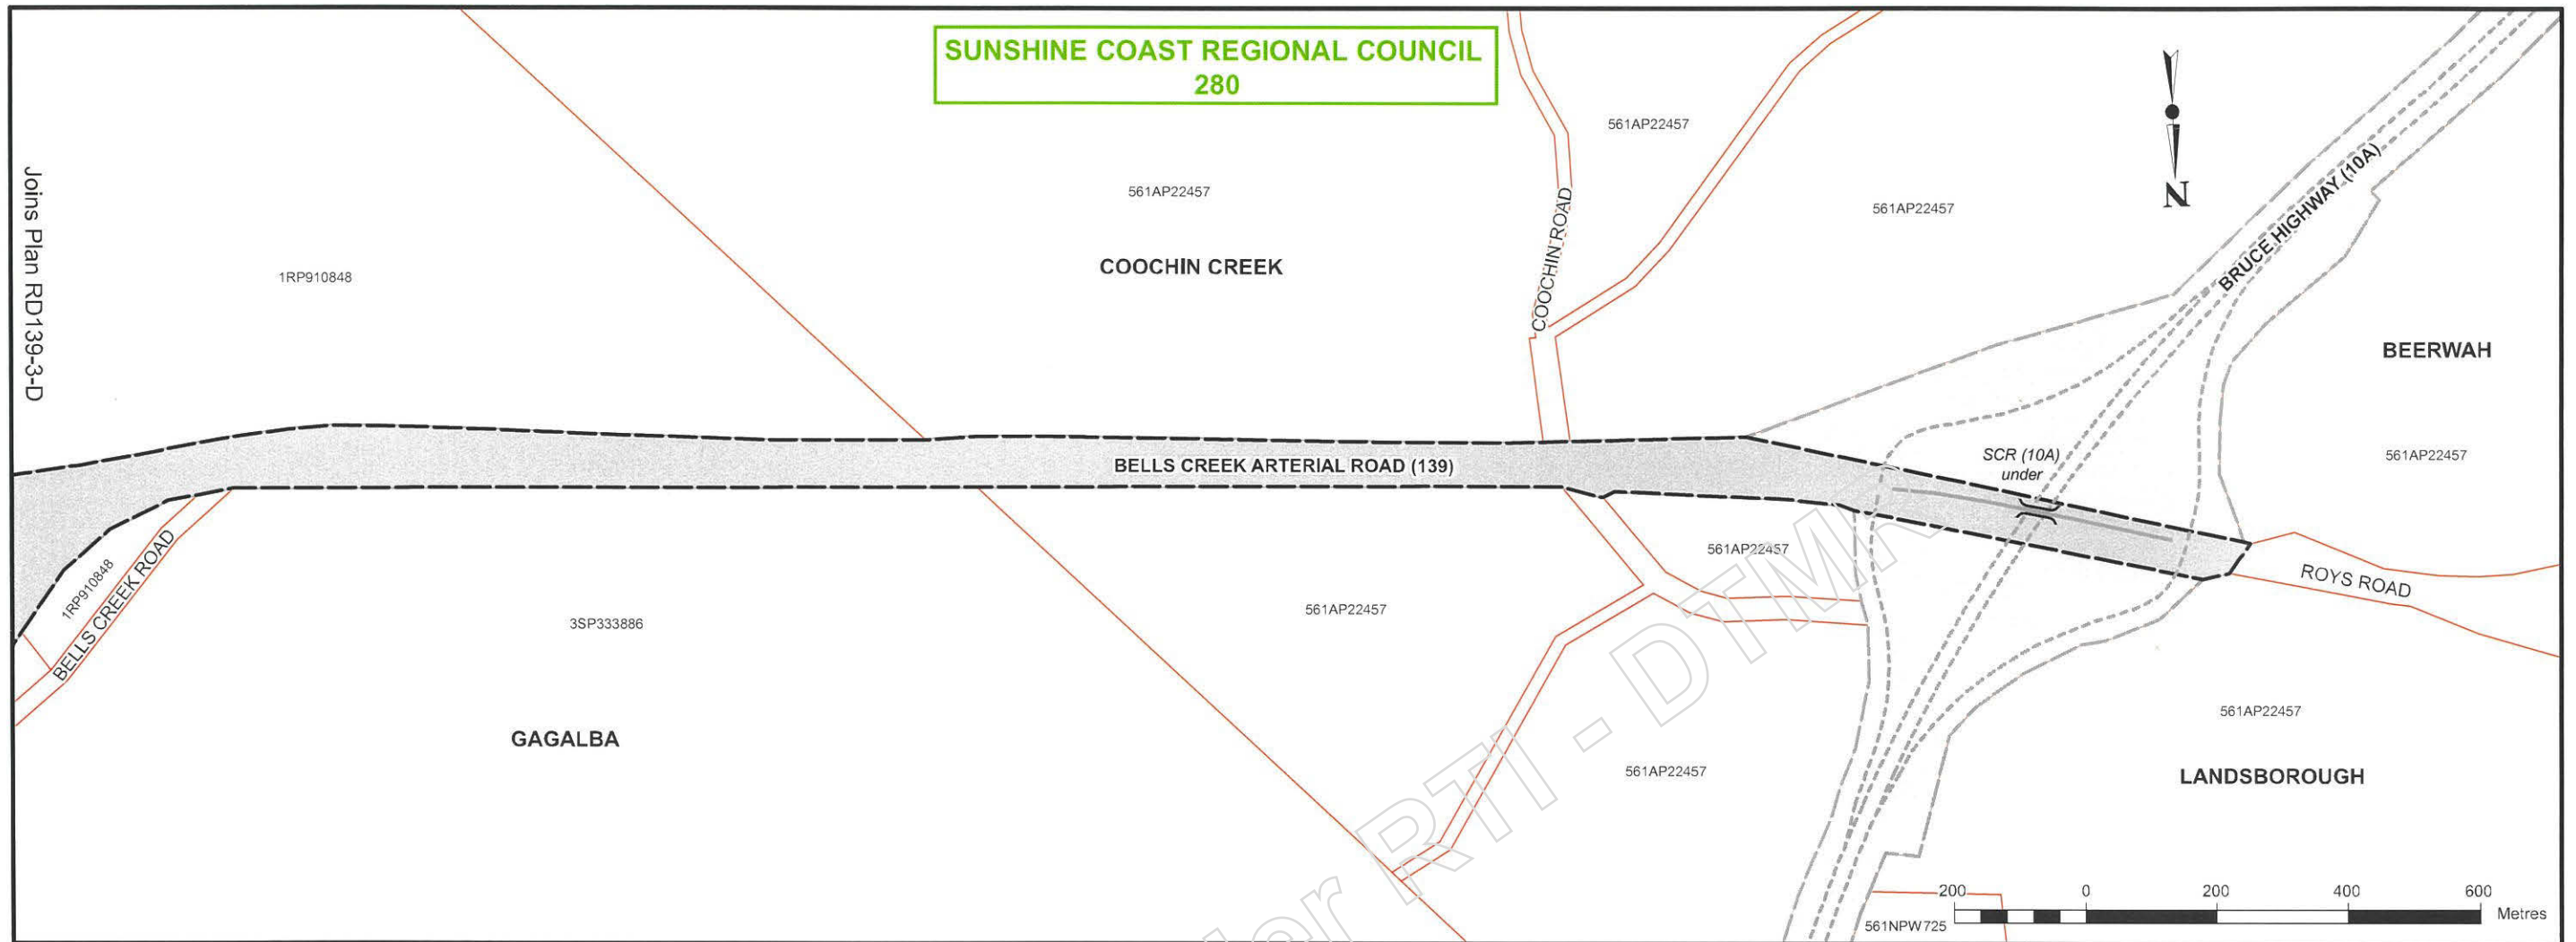 SUNSHINE COAST REGIONAL COUNCIL
280
Joins Plan RD139-3-D
561AP22457
561AP22457
561AP22457
COOCHIN ROAD
N
BRUCE HIGHWAY (10A)
COOCHIN CREEK
1RP910848
BEERWAH
561AP22457
SCR (10A)
under
BELLS CREEK ARTERIAL ROAD (139)
561AP22457
ROYS ROAD
1RP910848
BELLS CREEK ROAD
3SP333886
561AP22457
GAGALBA
561AP22457
561AP22457
LANDSBOROUGH
561NPW725
200 0 200 400 600
Metres
RTI - DTMR